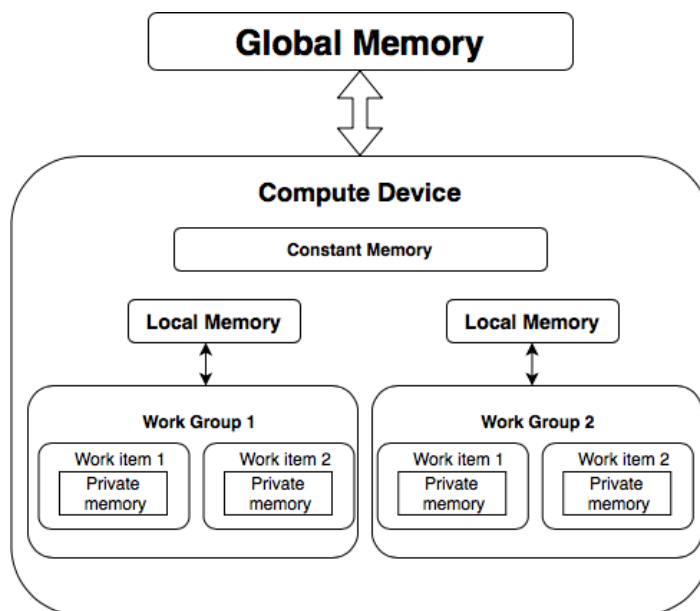 Global Memory
Compute Device
Constant Memory
Local Memory
Local Memory
Work Group 1
Work item 1
Private
memory
Work item 2
Private
memory
Work Group 2
Work item 1
Private
memory
Work item 2
Private
memory